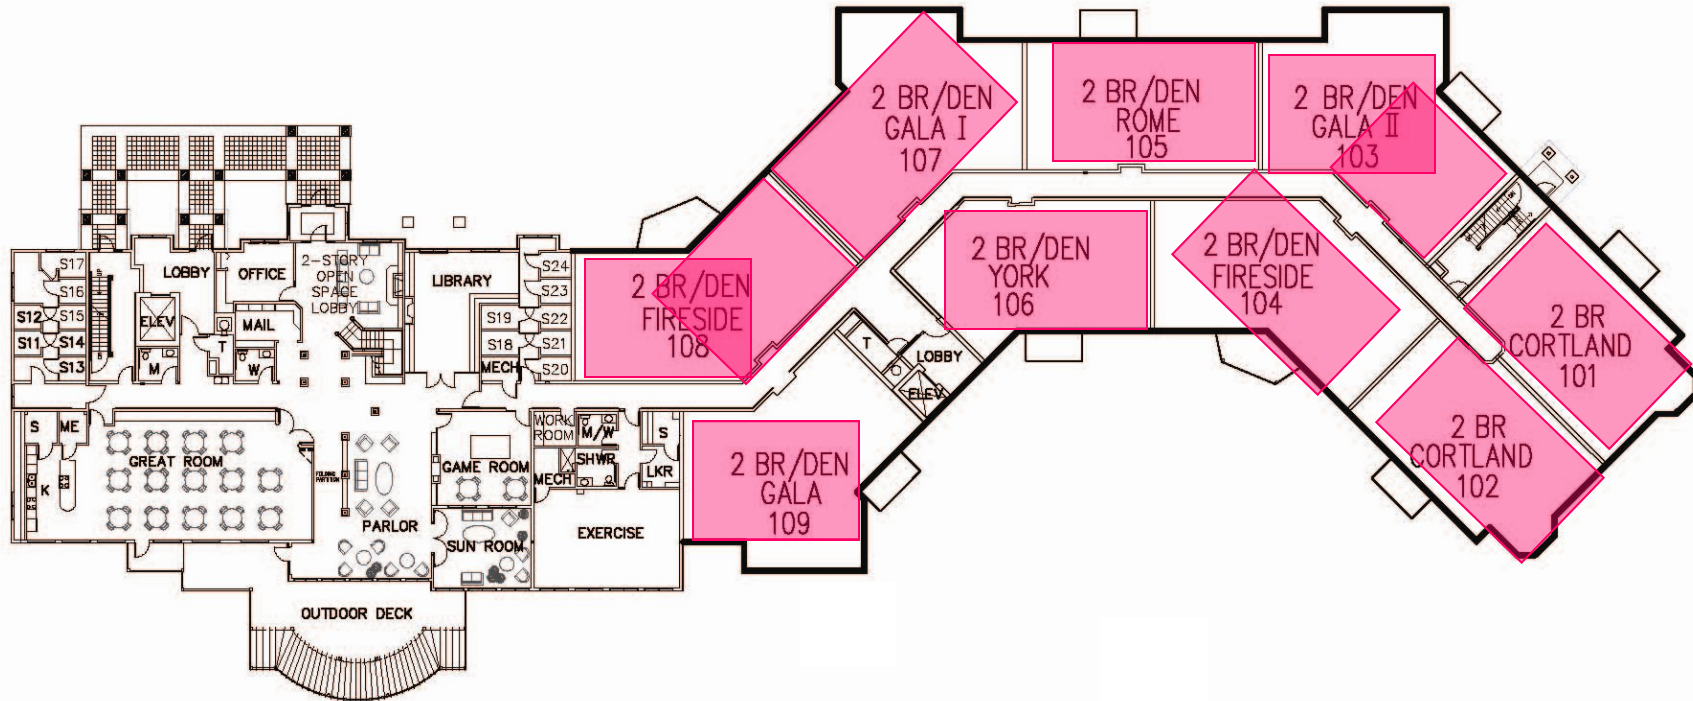 2 BR/DEN
GALA I
107
2 BR/DEN
ROME
105
2 BR/DEN
GALA II
103
2 BR/DEN
FIRESIDE
108
2 BR/DEN
YORK
106
2 BR/DEN
FIRESIDE
104
2 BR
CORTLAND
101
2 BR
CORTLAND
102
2 BR/DEN
GALA
109
S17
S16
S12
S15
S11
S14
S13
LOBBY
ELEV
M
OFFICE
MAIL
T
W
2-STORY
OPEN
SPACE
LOBBY
LIBRARY
S24
S23
S19
S22
S18
S21
MECH
S20
T
LOBBY
ELEV
S
ME
K
GREAT ROOM
FOLDING
PARTITION
PARLOR
GAME ROOM
SUN ROOM
WORK
ROOM
M/W
SHWR
MECH
S
LKR
EXERCISE
OUTDOOR DECK